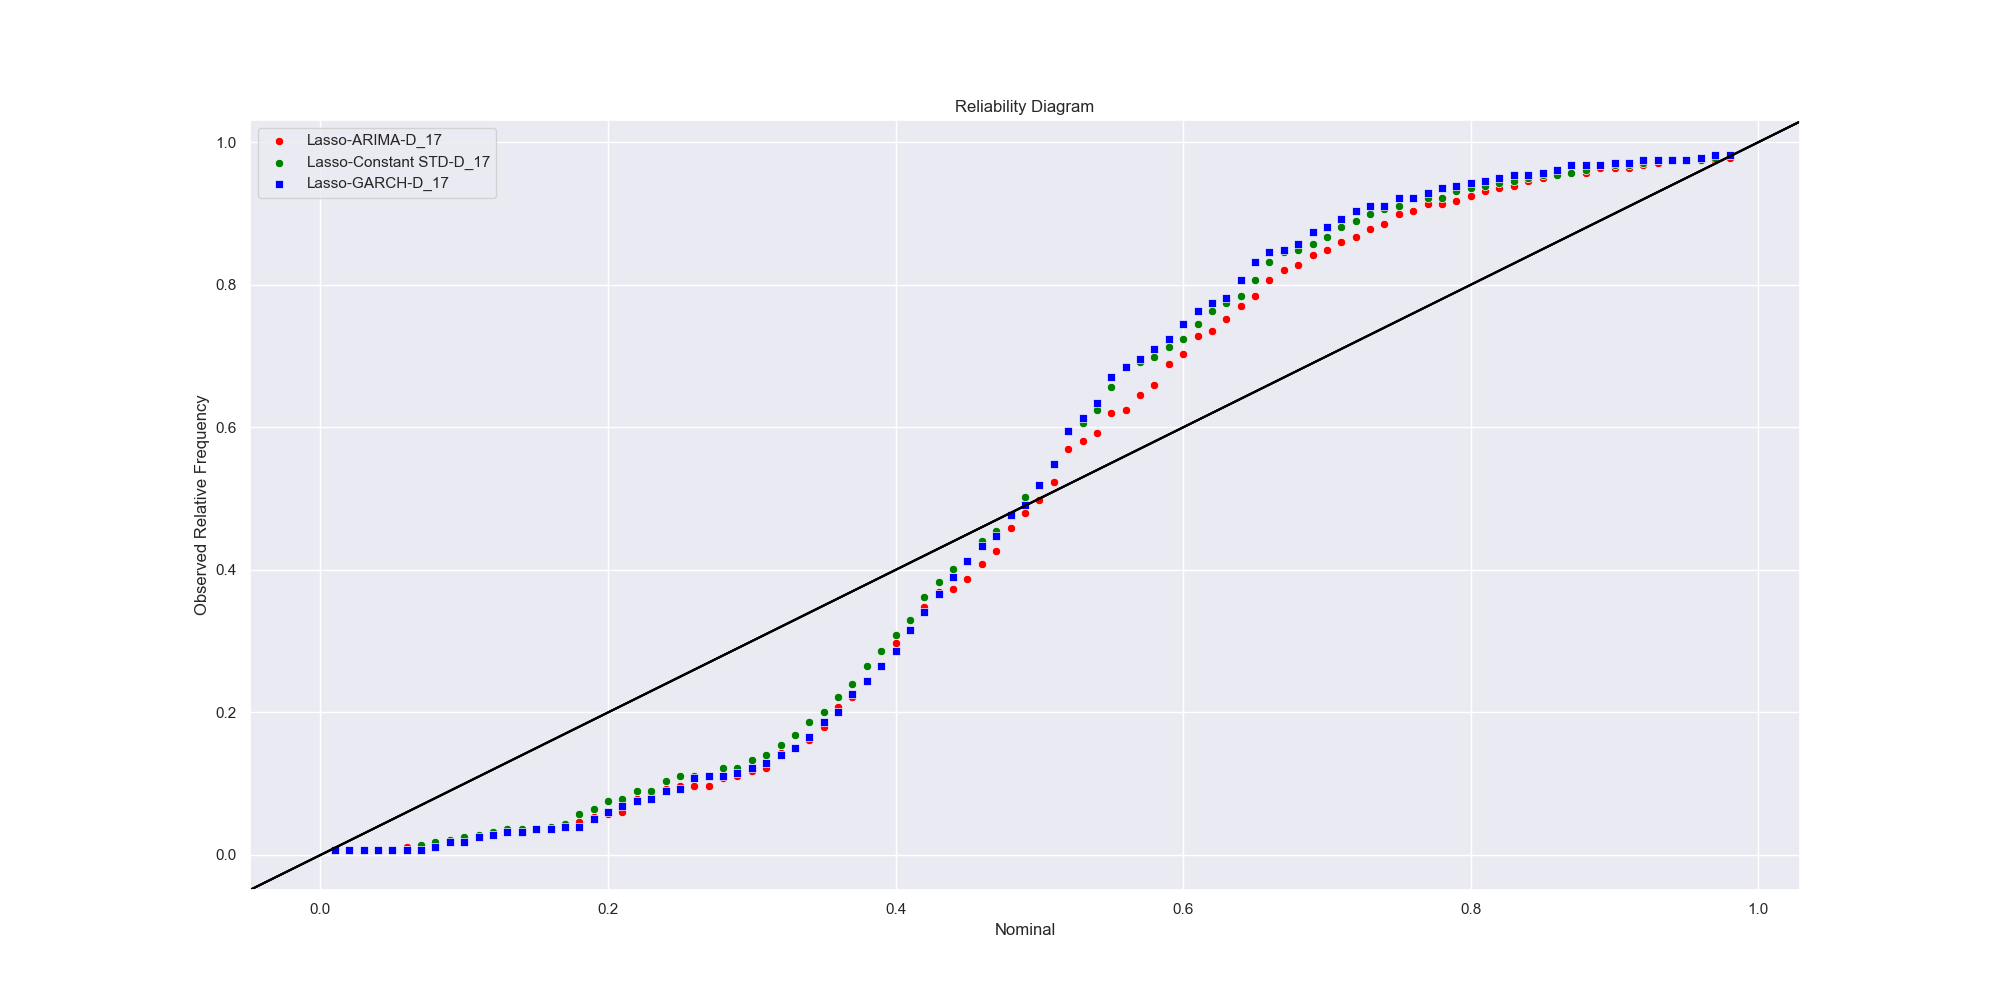 Reliability Diagram
Lasso-ARIMA-D_17
Lasso-Constant STD-D_17
Lasso-GARCH-D_17
1.0
0.8
0.6
0.4
0.2
0.0
Observed Relative Frequency
0.0 0.2 0.4 0.6 0.8 1.0
Nominal